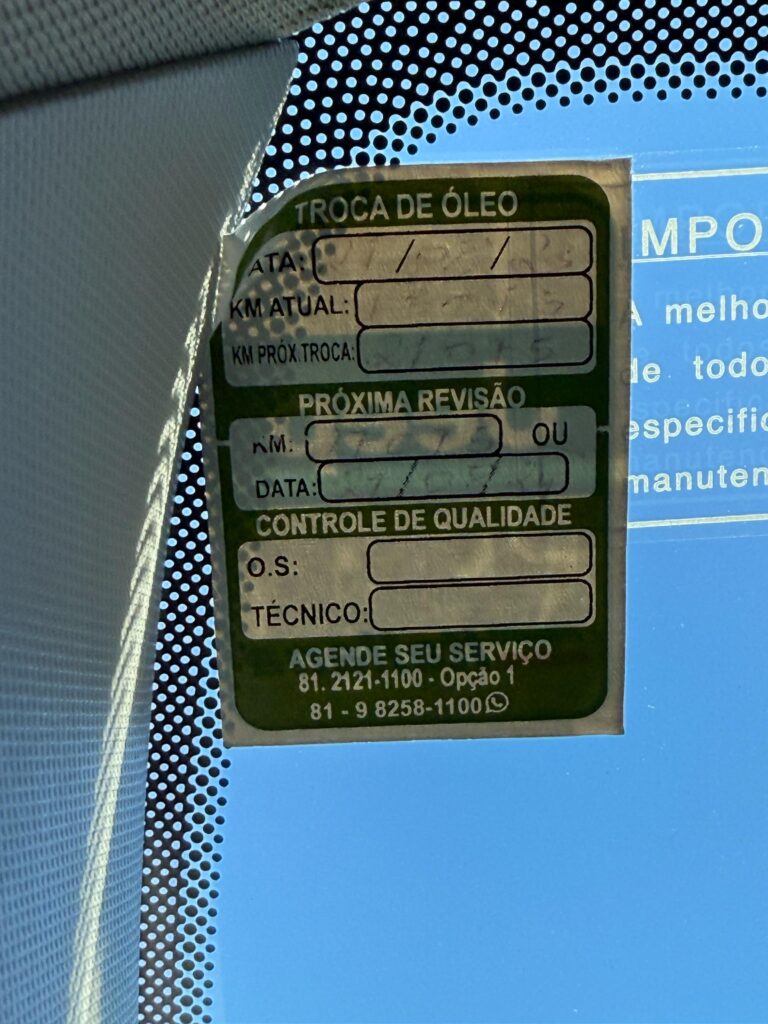 TROCA DE ÓLEO
ATA: / /
KM ATUAL:
KM PRÓX.TROCA:
PRÓXIMA REVISÃO
KM: OU
DATA: / /
CONTROLE DE QUALIDADE
O.S:
TÉCNICO:
AGENDE SEU SERVIÇO
81. 2121-1100 - Opção 1
81 - 9 8258-1100
MPO
A melho
de todo
especific
manuten